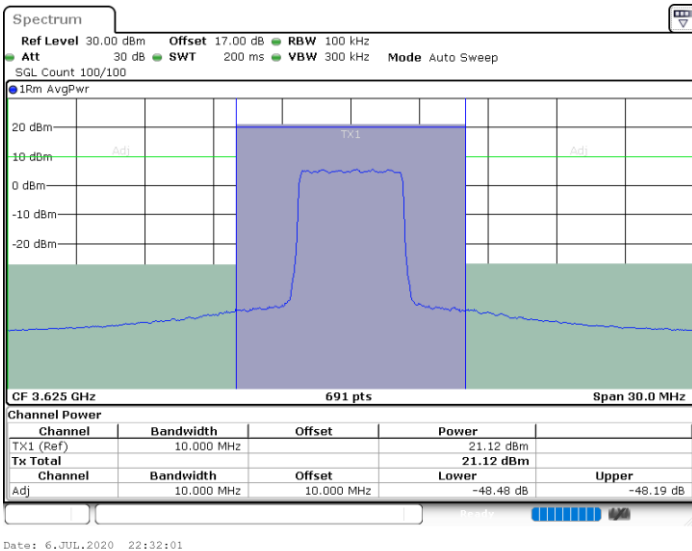 Spectrum
Ref Level 30.00 dBm Offset 17.00 dB RBW 100 kHz
Att 30 dB SWT 200 ms VBW 300 kHz Mode Auto Sweep
SGL Count 100/100
1Rm AvgPwr
20 dBm
TX1
10 dBm
Adj
Adj
0 dBm
-10 dBm
-20 dBm
CF 3.625 GHz 691 pts Span 30.0 MHz
Channel Power
Channel Bandwidth Offset Power
TX1 (Ref) 10.000 MHz 21.12 dBm
Tx Total 21.12 dBm
Channel Bandwidth Offset Lower Upper
Adj 10.000 MHz 10.000 MHz -48.48 dB -48.19 dB
Ready
Date: 6.JUL.2020 22:32:01